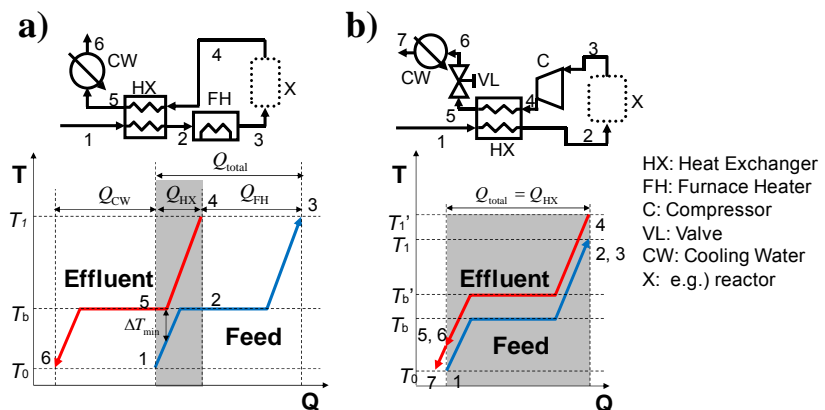 a)
6
CW
5
HX
4
FH
X
1
2
3
T
Q_total
Q_CW
Q_HX
Q_FH
4
3
T_1
Effluent
T_b
5
2
ΔT_min
Feed
6
1
T_0
Q
b)
7
6
CW
VL
C
3
5
4
X
1
HX
2
T
Q_total = Q_HX
T_1'
4
T_1
2, 3
Effluent
T_b'
T_b
5, 6
Feed
T_0
7
1
Q
HX: Heat Exchanger
FH: Furnace Heater
C: Compressor
VL: Valve
CW: Cooling Water
X: e.g.) reactor